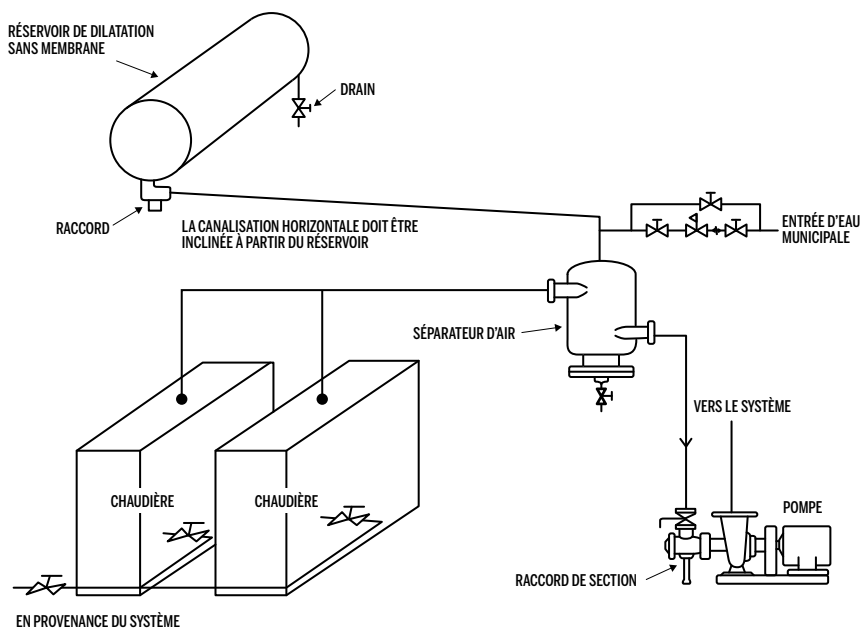 RÉSERVOIR DE DILATATION
SANS MEMBRANE
DRAIN
RACCORD
LA CANALISATION HORIZONTALE DOIT ÊTRE
INCLINÉE À PARTIR DU RÉSERVOIR
ENTRÉE D'EAU
MUNICIPALE
SÉPARATEUR D'AIR
VERS LE SYSTÈME
CHAUDIÈRE
CHAUDIÈRE
POMPE
RACCORD DE SECTION
EN PROVENANCE DU SYSTÈME